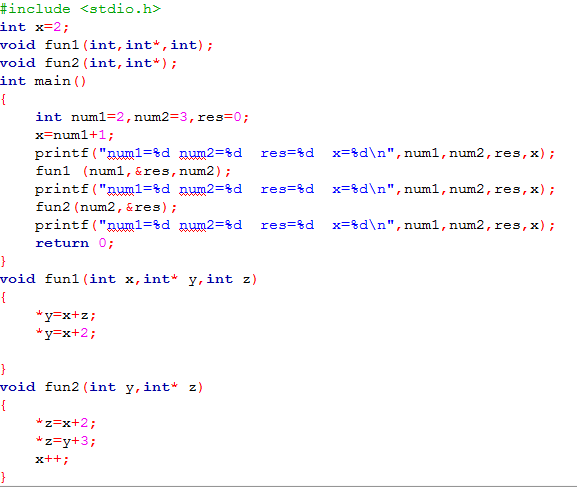 #include <stdio.h>
int x=2;
void fun1(int,int*,int);
void fun2(int,int*);
int main()
{
    int num1=2,num2=3,res=0;
    x=num1+1;
    printf("num1=%d num2=%d  res=%d  x=%d\n",num1,num2,res,x);
    fun1 (num1,&res,num2);
    printf("num1=%d num2=%d  res=%d  x=%d\n",num1,num2,res,x);
    fun2(num2,&res);
    printf("num1=%d num2=%d  res=%d  x=%d\n",num1,num2,res,x);
    return 0;
}
void fun1(int x,int* y,int z)
{
    *y=x+z;
    *y=x+2;

}
void fun2(int y,int* z)
{
    *z=x+2;
    *z=y+3;
    x++;
}